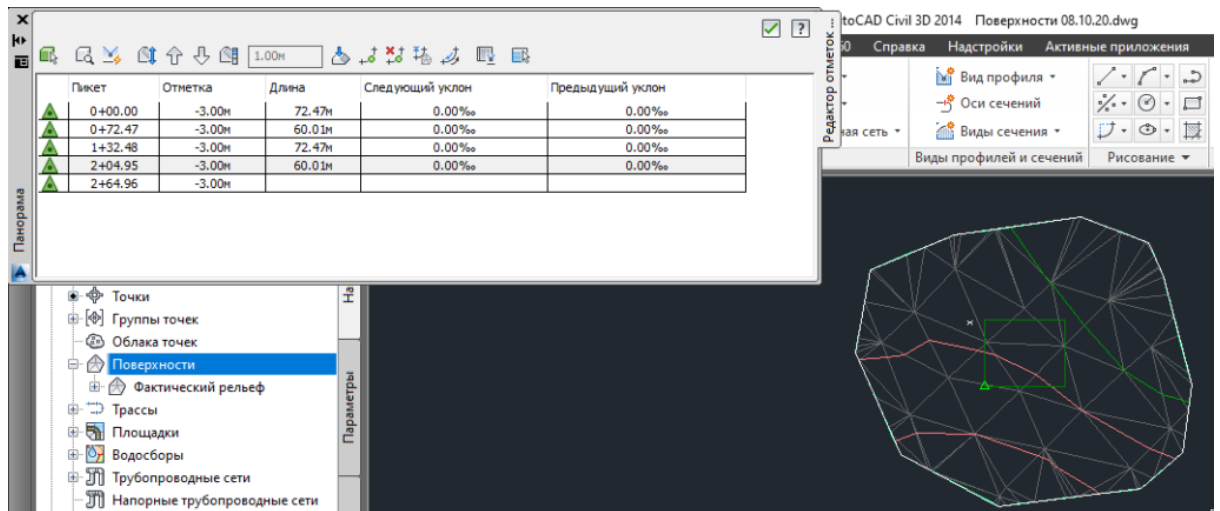 toCAD Civil 3D 2014 Поверхности 08.10.20.dwg
Справка Надстройки Активные приложения
Вид профиля
Оси сечений
ная сеть
Виды сечения
Виды профилей и сечений
Рисование
Редактор отметок ...
?
1.00м
Пикет Отметка Длина Следующий уклон Предыдущий уклон
0+00.00 -3.00м 72.47м 0.00‰ 0.00‰
0+72.47 -3.00м 60.01м 0.00‰ 0.00‰
1+32.48 -3.00м 72.47м 0.00‰ 0.00‰
2+04.95 -3.00м 60.01м 0.00‰ 0.00‰
2+64.96 -3.00м
Панорама
Точки
Группы точек
Облака точек
Поверхности
Фактический рельеф
Трассы
Площадки
Водосборы
Трубопроводные сети
Напорные трубопроводные сети
На
Параметры